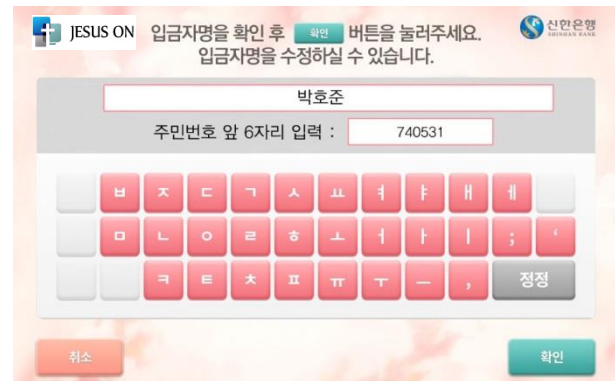 JESUS ON
입금자명을 확인 후 확인 버튼을 눌러주세요.
입금자명을 수정하실 수 있습니다.
신한은행
SHINHAN BANK
박호준
주민번호 앞 6자리 입력 : 740531
ㅂ ㅈ ㄷ ㄱ ㅅ ㅛ ㅕ ㅑ ㅐ ㅔ
ㅁ ㄴ ㅇ ㄹ ㅎ ㅗ ㅓ ㅏ ㅣ ; ‘
ㅋ ㅌ ㅊ ㅍ ㅠ ㅜ ㅡ , 정정
취소
확인